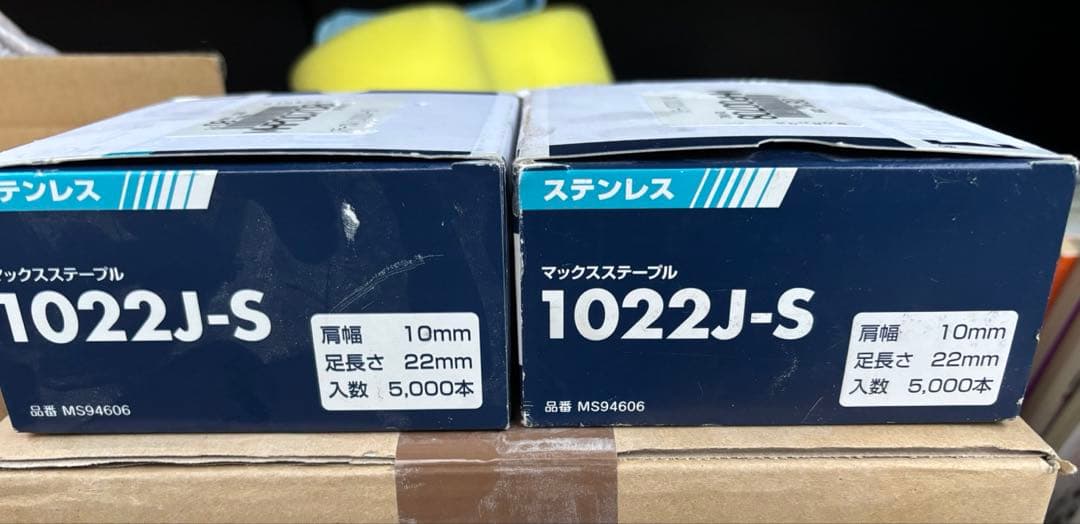 テンレス
マックスステープル
1022J-S
肩幅 10mm
足長さ 22mm
入数 5,000本
品番 MS94606
ステンレス
マックスステープル
1022J-S
肩幅 10mm
足長さ 22mm
入数 5,000本
品番 MS94606